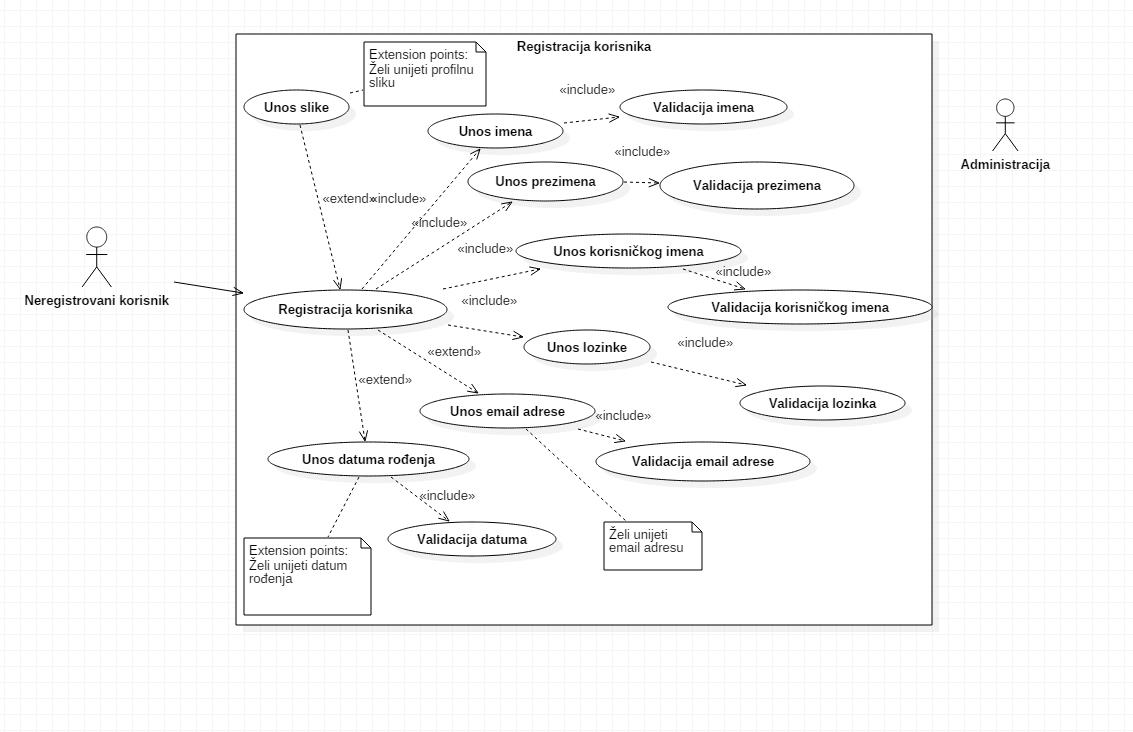 Registracija korisnika
Extension points:
Želi unijeti profilnu
sliku
Unos slike
«include»
Validacija imena
Unos imena
Administracija
«include»
Unos prezimena
Validacija prezimena
«extend»
«include»
«include»
Neregistrovani korisnik
«include»
Unos korisničkog imena
«include»
Registracija korisnika
«include»
Validacija korisničkog imena
Unos lozinke
«include»
«extend»
«extend»
Validacija lozinka
Unos email adrese
«include»
Unos datuma rođenja
Validacija email adrese
«include»
Validacija datuma
Želi unijeti
email adresu
Extension points:
Želi unijeti datum
rođenja